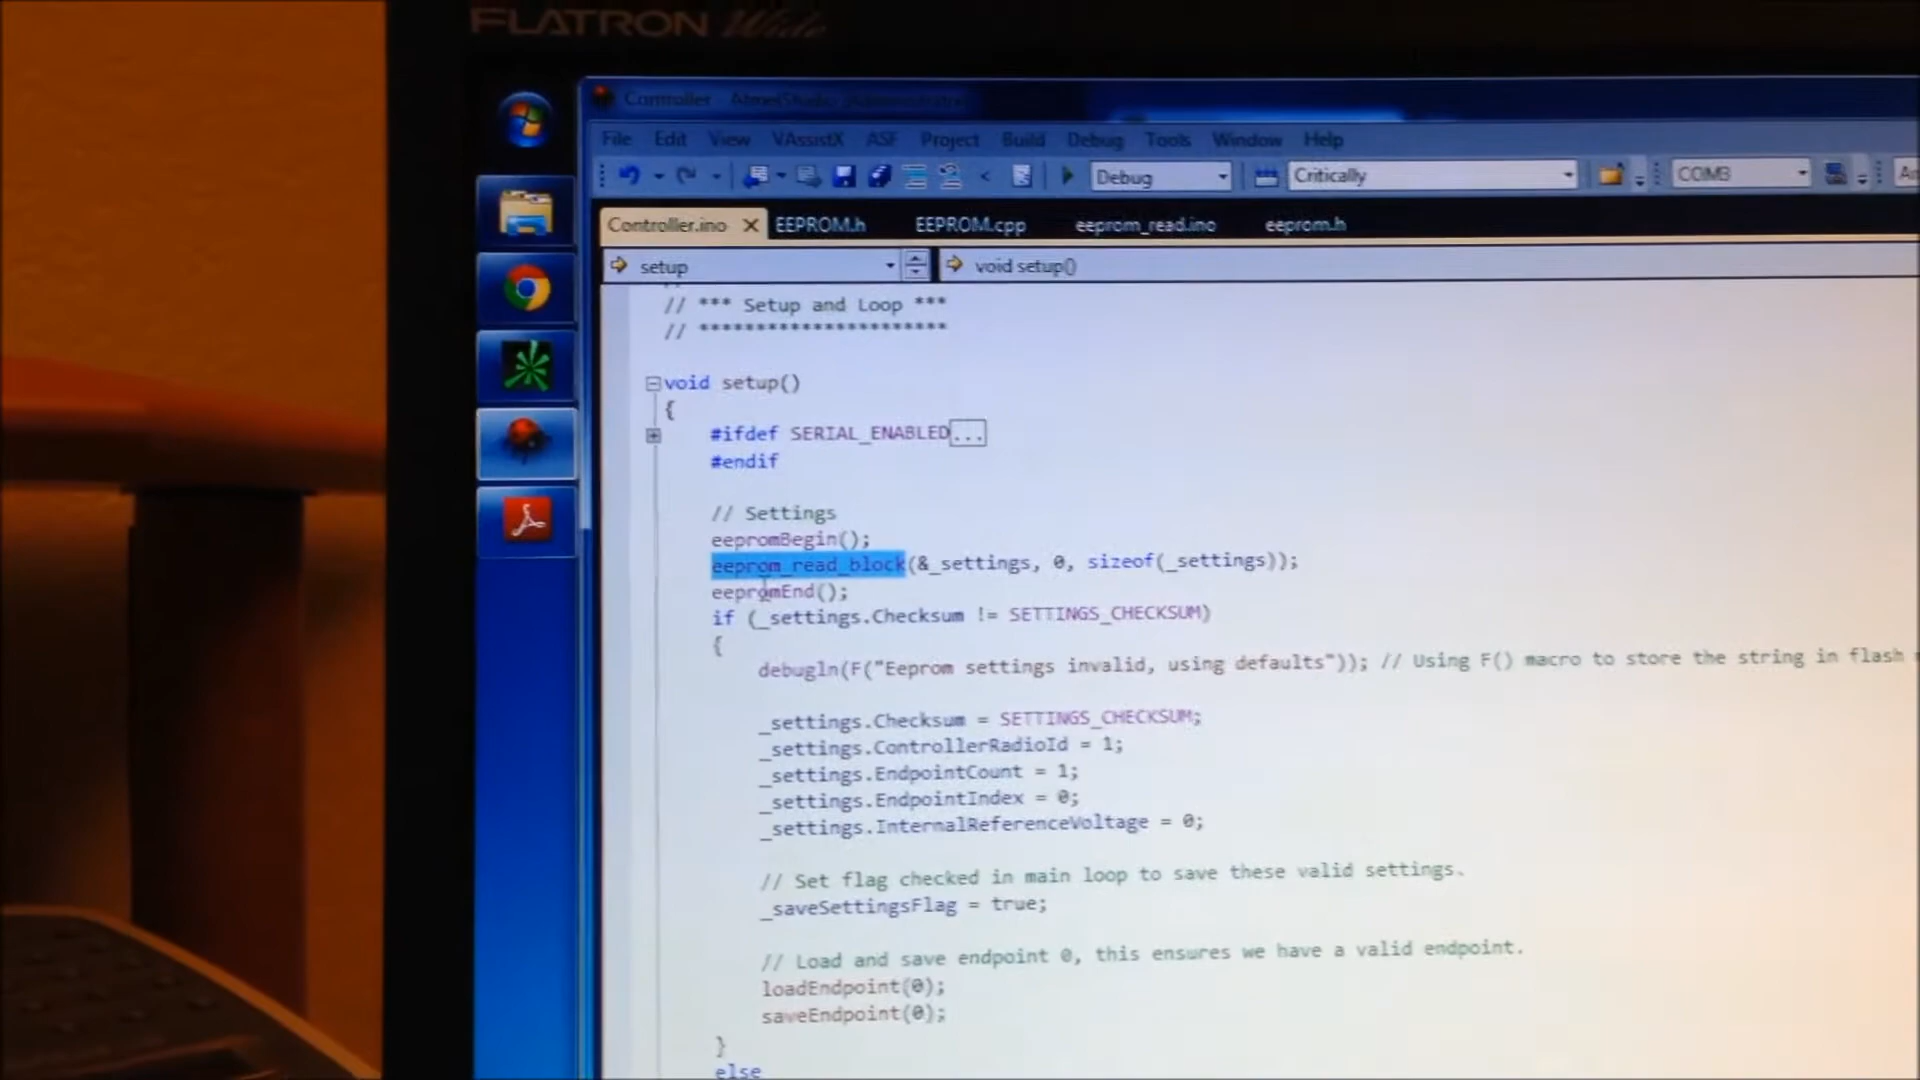 FLATRON Wide
Controller - AtmelStudio
File Edit View VAssistX ASF Project Build Debug Tools Window Help
Debug Critically COM3
Controller.ino EEPROM.h EEPROM.cpp eeprom_read.ino eeprom.h
setup void setup()
// *** Setup and Loop ***
// **********************
void setup()
{
#ifdef SERIAL_ENABLED...
#endif
// Settings
eepromBegin();
eeprom_read_block(&_settings, 0, sizeof(_settings));
eepromEnd();
if (_settings.Checksum != SETTINGS_CHECKSUM)
{
debugln(F("Eeprom settings invalid, using defaults")); // Using F() macro to store the string in flash
_settings.Checksum = SETTINGS_CHECKSUM;
_settings.ControllerRadioId = 1;
_settings.EndpointCount = 1;
_settings.EndpointIndex = 0;
_settings.InternalReferenceVoltage = 0;
// Set flag checked in main loop to save these valid settings.
_saveSettingsFlag = true;
// Load and save endpoint 0, this ensures we have a valid endpoint.
loadEndpoint(0);
saveEndpoint(0);
}
else